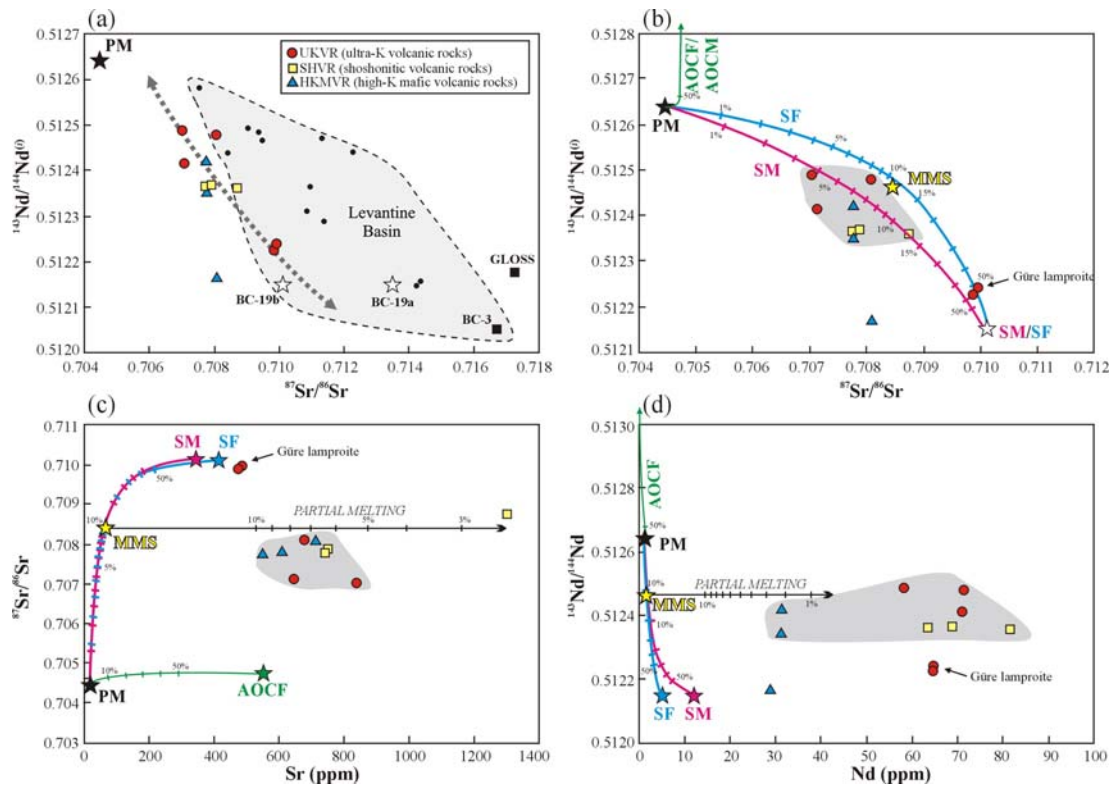 (a)
0.5127
0.5126
0.5125
0.5124
0.5123
0.5122
0.5121
0.5120
¹⁴³Nd/¹⁴⁴Nd⁽ⁱ⁾
PM
UKVR (ultra-K volcanic rocks)
SHVR (shoshonitic volcanic rocks)
HKMVR (high-K mafic volcanic rocks)
Levantine
Basin
GLOSS
BC-19b
BC-19a
BC-3
0.704
0.706
0.708
0.710
0.712
0.714
0.716
0.718
⁸⁷Sr/⁸⁶Sr
(b)
0.5128
0.5127
0.5126
0.5125
0.5124
0.5123
0.5122
0.5121
¹⁴³Nd/¹⁴⁴Nd⁽ⁱ⁾
AOCF/
AOCM
50%
PM
1%
1%
SF
SM
5%
5%
10%
MMS
15%
10%
15%
50%
Güre lamproite
50%
SM/SF
0.704
0.705
0.706
0.707
0.708
0.709
0.710
0.711
0.712
⁸⁷Sr/⁸⁶Sr
(c)
0.711
0.710
0.709
0.708
0.707
0.706
0.705
0.704
0.703
⁸⁷Sr/⁸⁶Sr
SM
SF
Güre lamproite
50%
PARTIAL MELTING
10%
10%
5%
3%
MMS
5%
10%
50%
PM
AOCF
0
200
400
600
800
1000
1200
1400
Sr (ppm)
(d)
0.5130
0.5128
0.5126
0.5124
0.5122
0.5120
¹⁴³Nd/¹⁴⁴Nd
AOCF
50%
PM
10%
PARTIAL MELTING
MMS
10%
1%
10%
50%
50%
SF
SM
Güre lamproite
0
10
20
30
40
50
60
70
80
90
100
Nd (ppm)